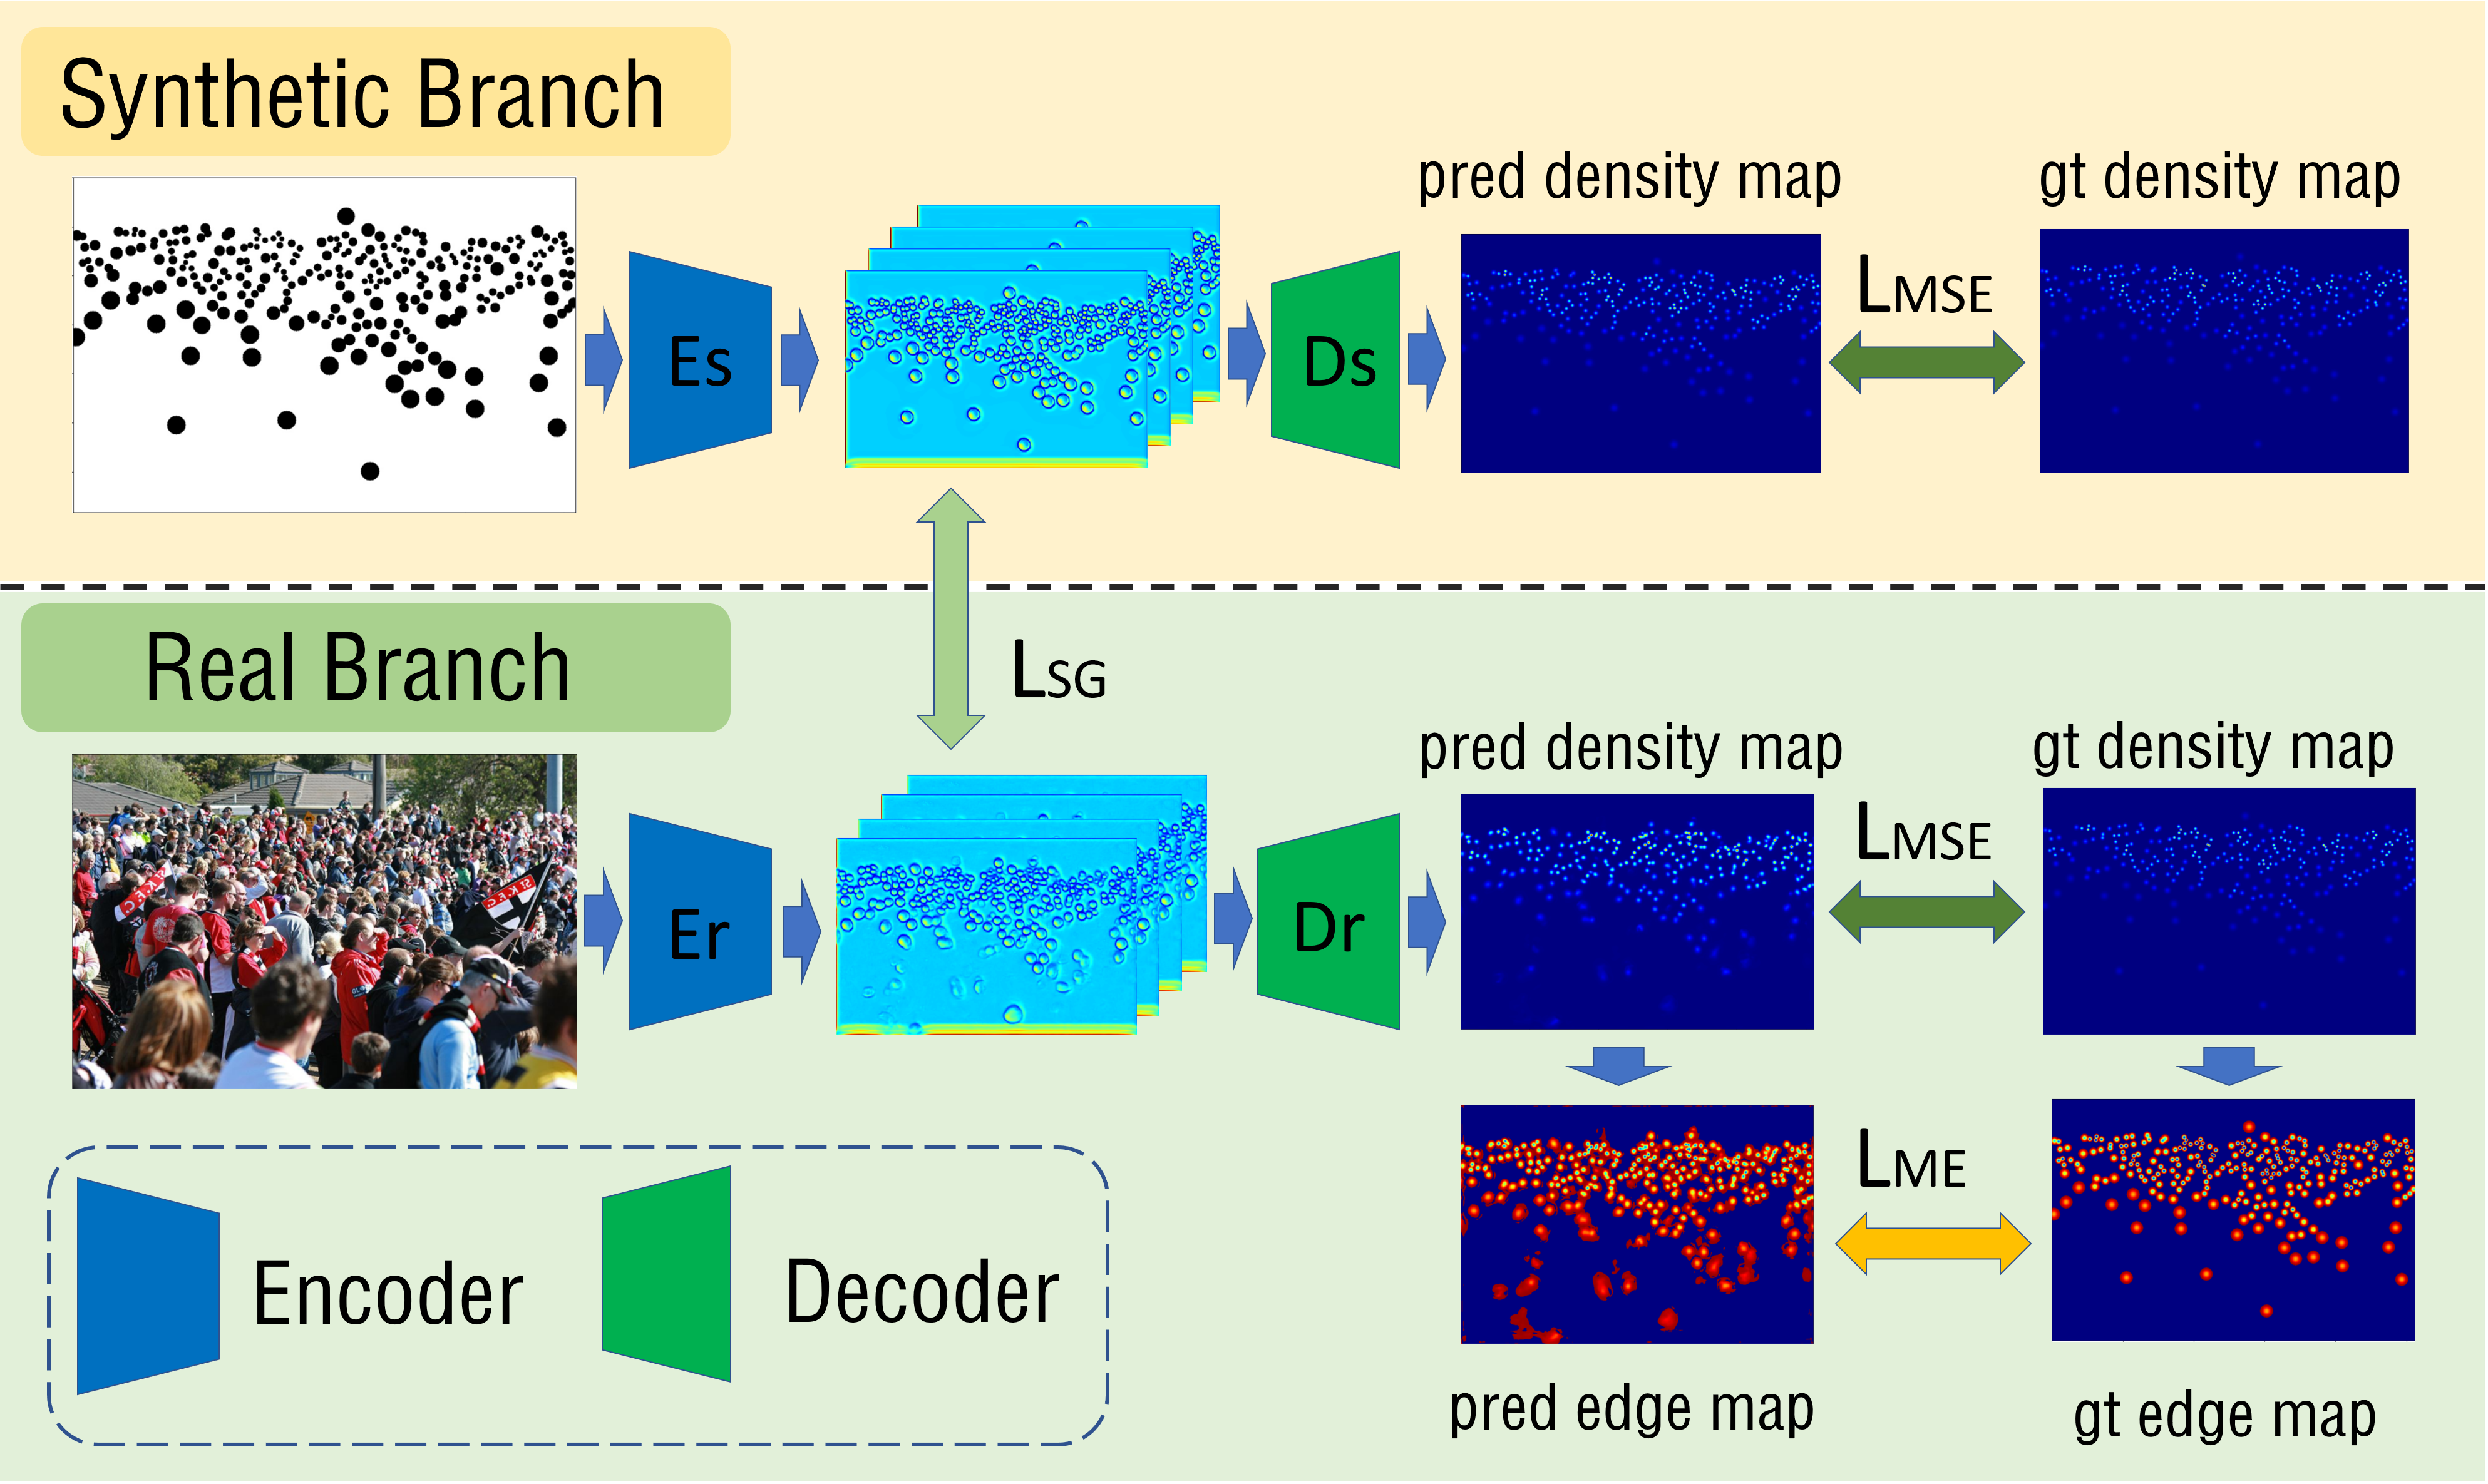 Synthetic Branch
pred density map
gt density map
Es
Ds
LMSE
Real Branch
LSG
pred density map
gt density map
Er
Dr
LMSE
LME
Encoder
Decoder
pred edge map
gt edge map